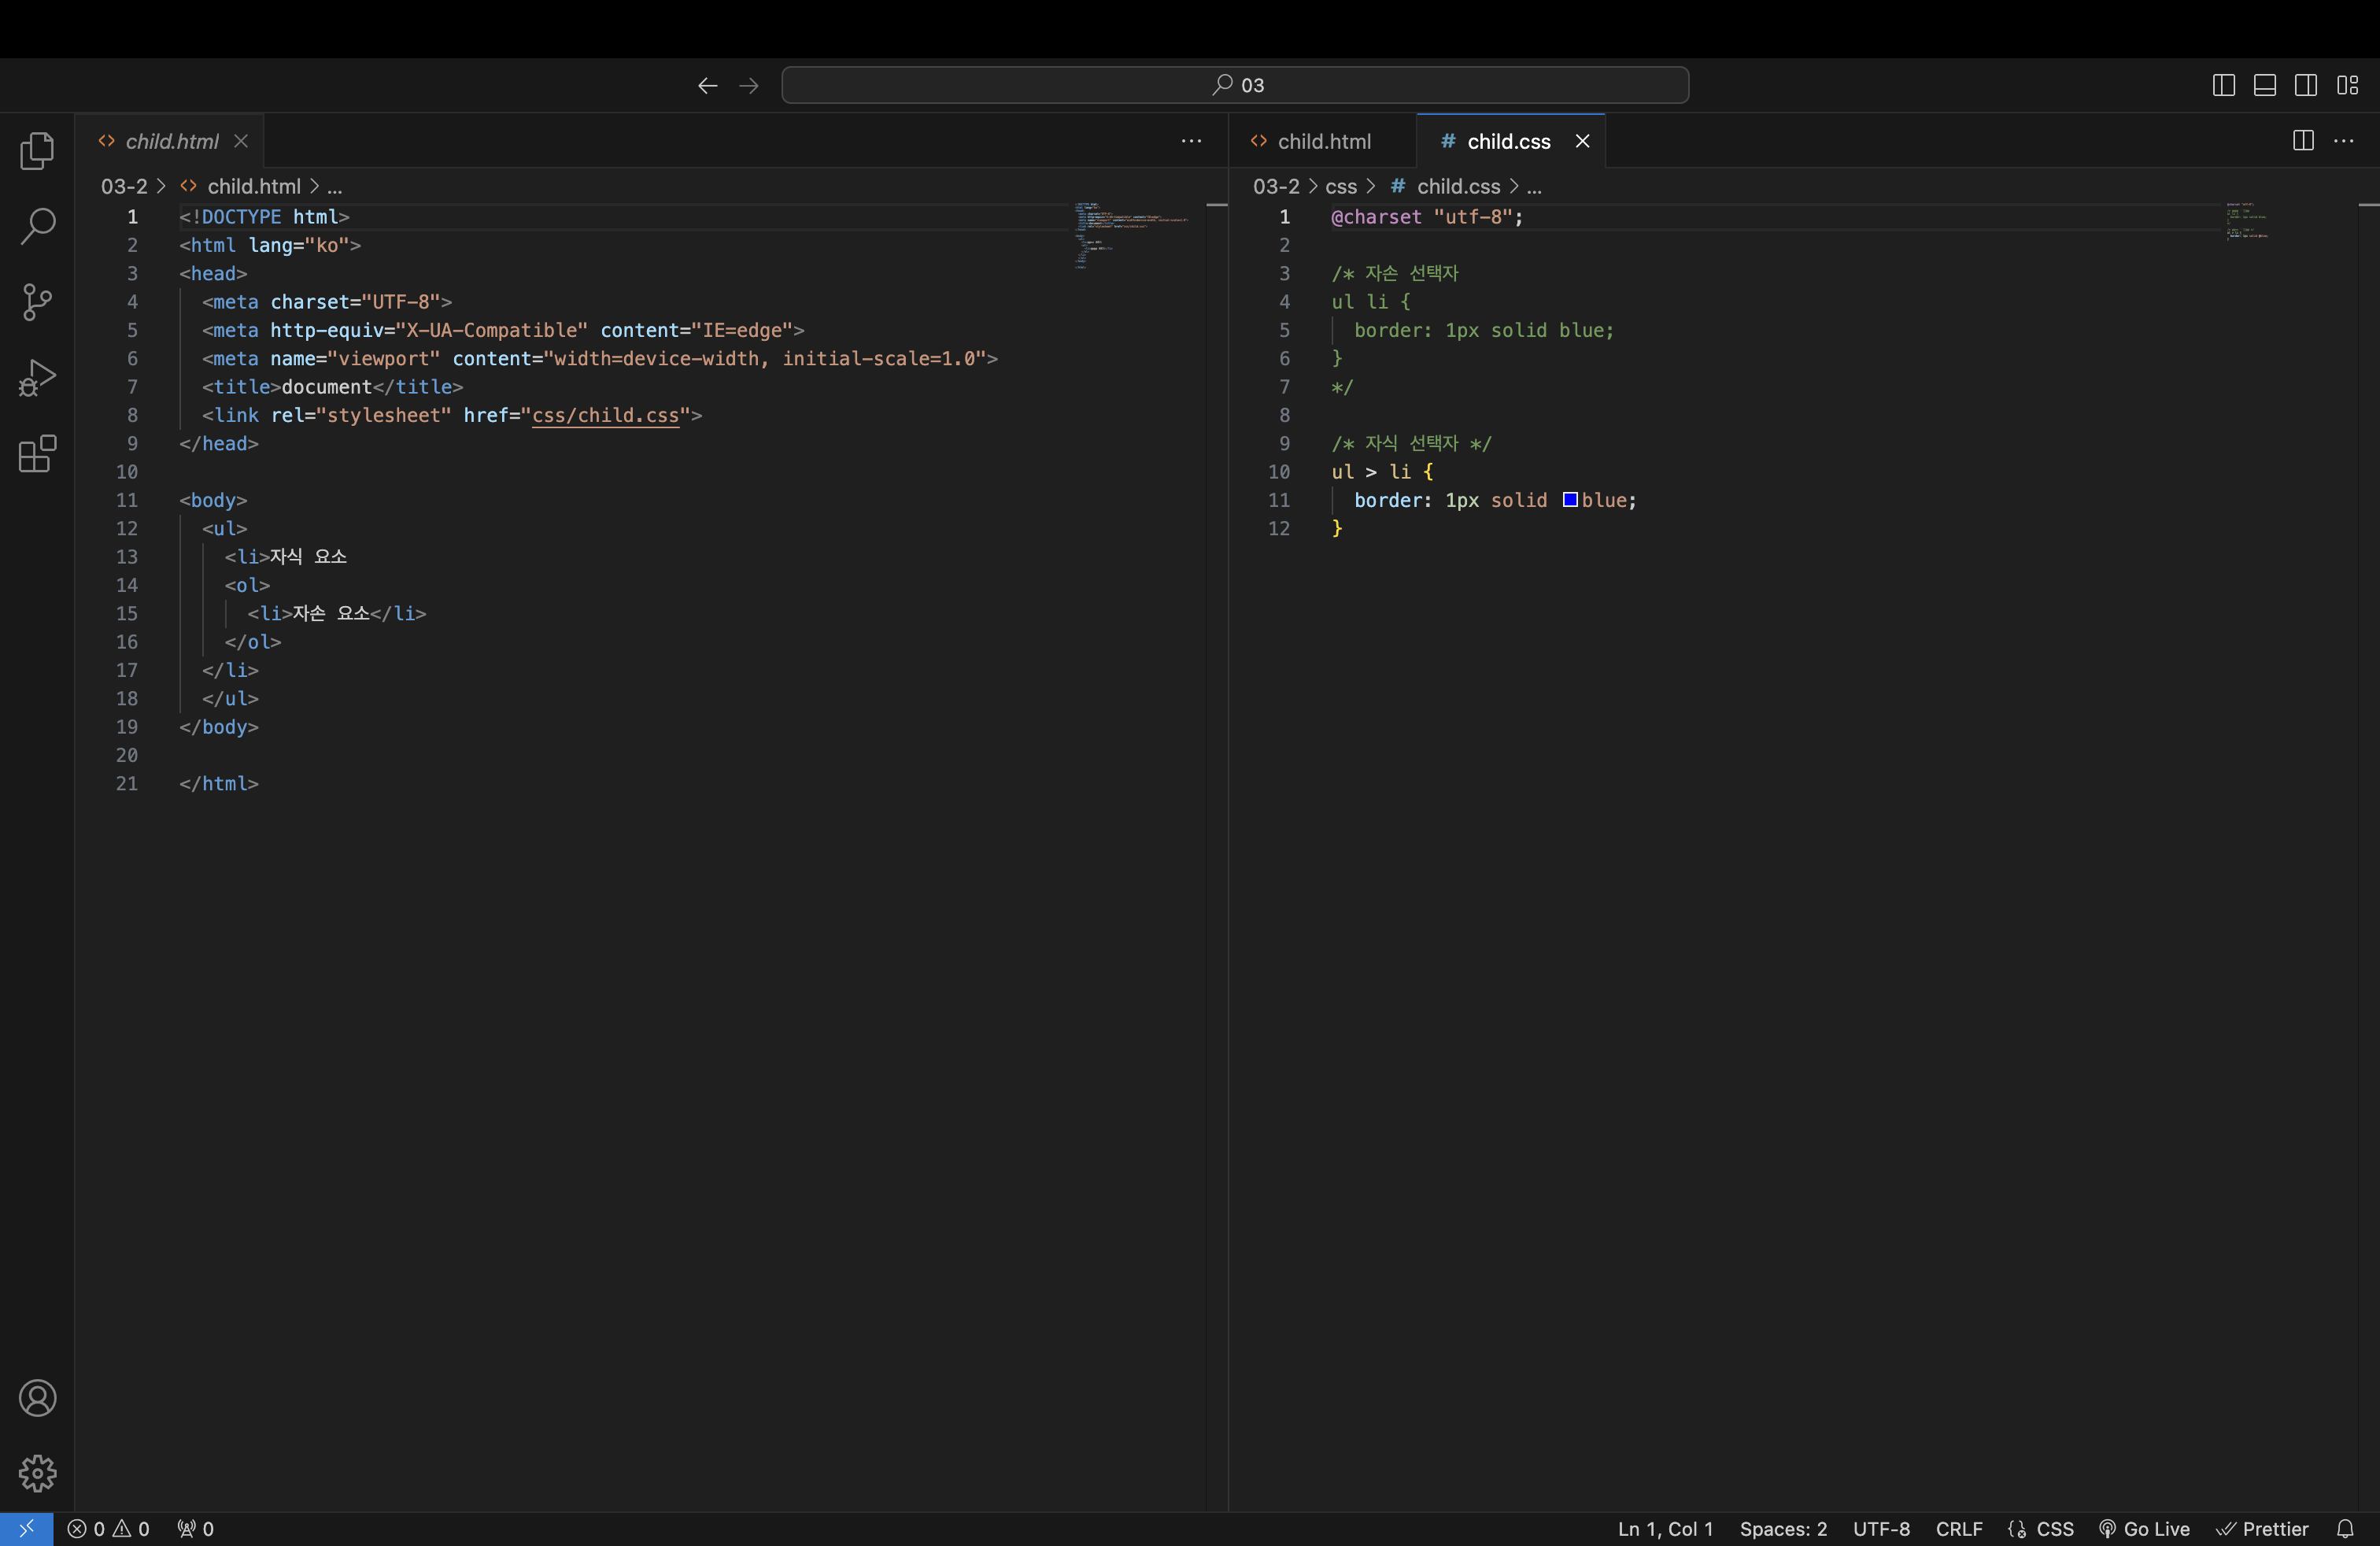 03
child.html
03-2 > child.html > ...
1 <!DOCTYPE html>
2 <html lang="ko">
3 <head>
4 <meta charset="UTF-8">
5 <meta http-equiv="X-UA-Compatible" content="IE=edge">
6 <meta name="viewport" content="width=device-width, initial-scale=1.0">
7 <title>document</title>
8 <link rel="stylesheet" href="css/child.css">
9 </head>
10
11 <body>
12 <ul>
13 <li>자식 요소
14 <ol>
15 <li>자손 요소</li>
16 </ol>
17 </li>
18 </ul>
19 </body>
20
21 </html>
child.html # child.css
03-2 > css > # child.css > ...
1 @charset "utf-8";
2
3 /* 자손 선택자
4 ul li {
5 border: 1px solid blue;
6 }
7 */
8
9 /* 자식 선택자 */
10 ul > li {
11 border: 1px solid blue;
12 }
0 0 0 Ln 1, Col 1 Spaces: 2 UTF-8 CRLF CSS Go Live Prettier